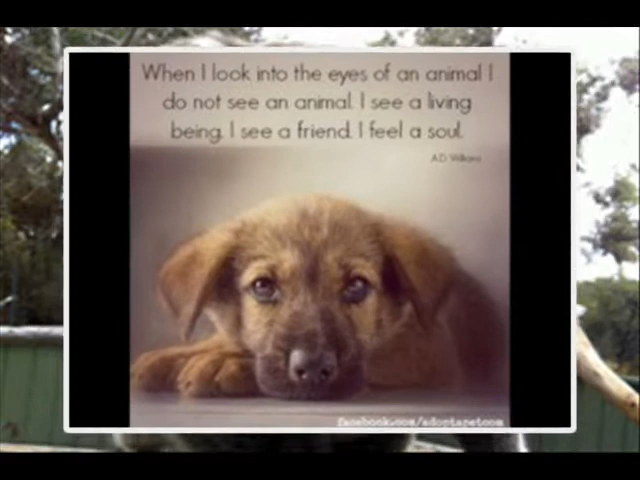 When I look into the eyes of an animal I
do not see an animal. I see a living
being. I see a friend. I feel a soul.
A.D. Williams
facebook.com/adoptapetcom